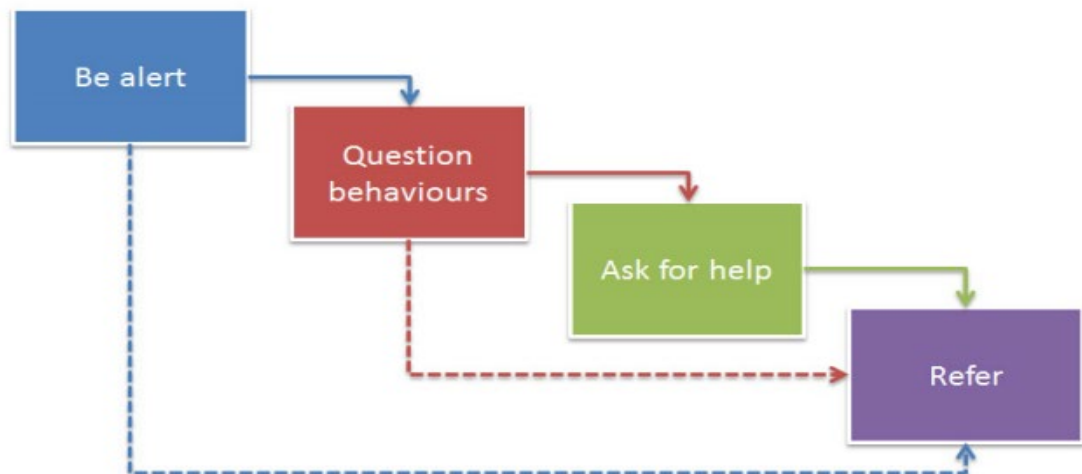 Be alert
Question
behaviours
Ask for help
Refer